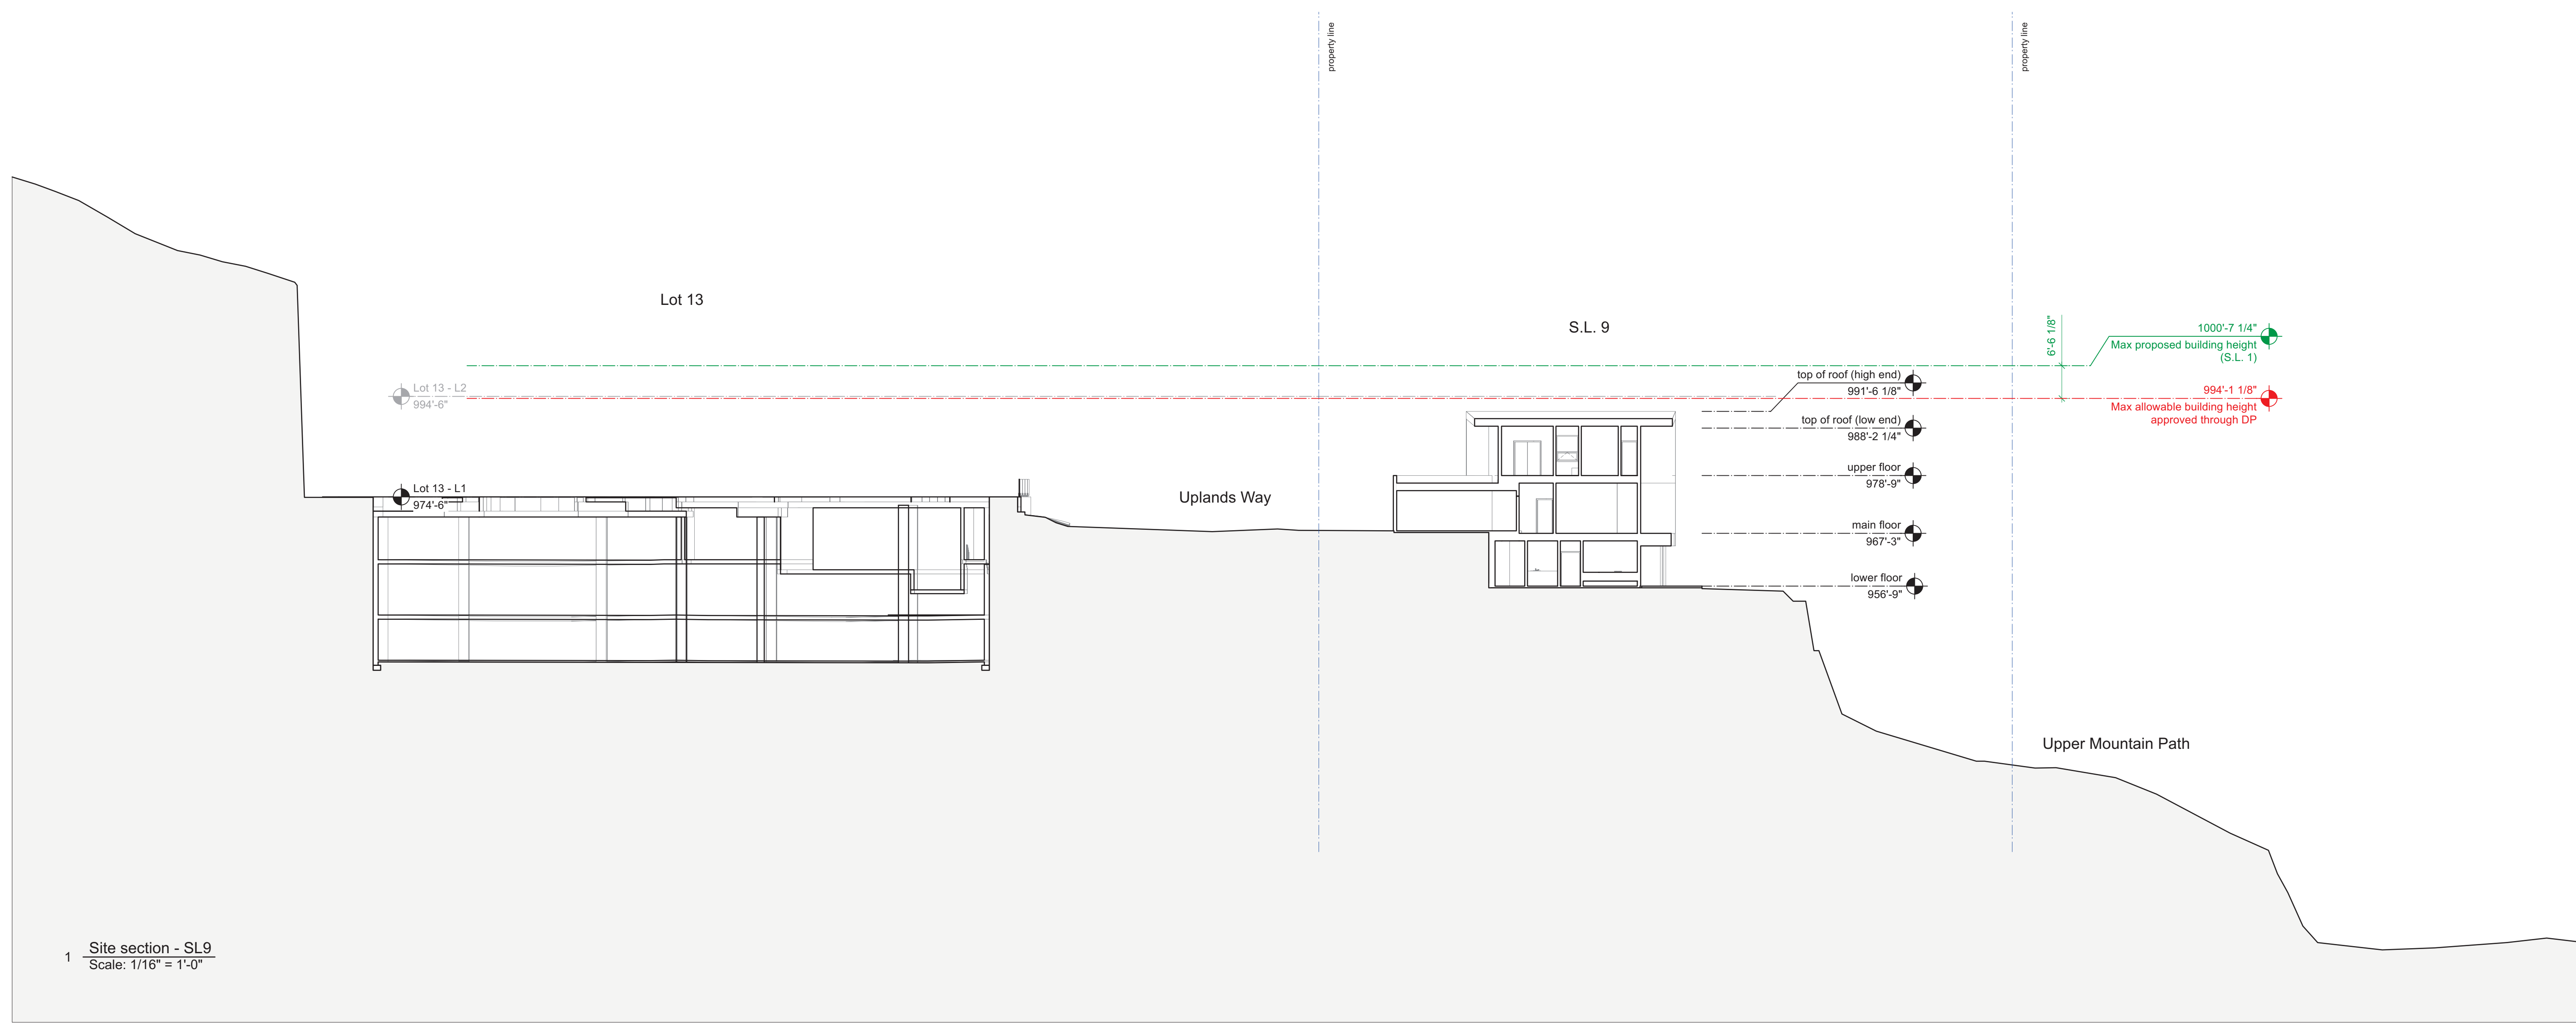 property line
property line
Lot 13
S.L. 9
6'-6 1/8"
1000'-7 1/4"
Max proposed building height
(S.L. 1)
Lot 13 - L2
994'-6"
top of roof (high end)
991'-6 1/8"
994'-1 1/8"
Max allowable building height
approved through DP
top of roof (low end)
988'-2 1/4"
upper floor
978'-9"
Lot 13 - L1
974'-6"
Uplands Way
main floor
967'-3"
lower floor
956'-9"
Upper Mountain Path
1
Site section - SL9
Scale: 1/16" = 1'-0"